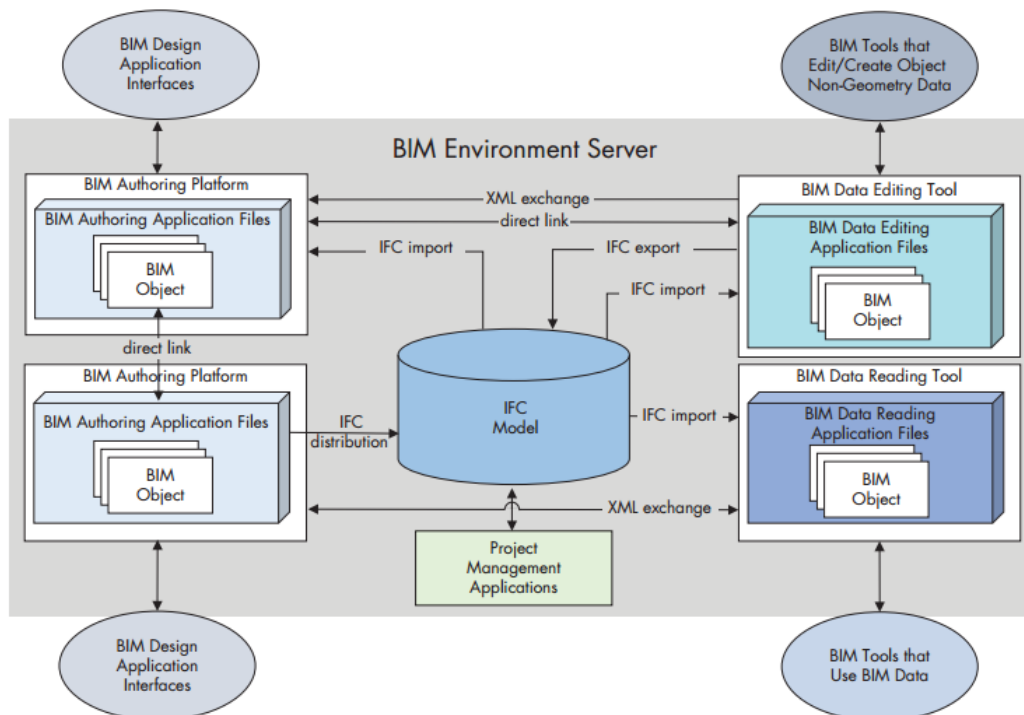 BIM Design
Application
Interfaces
BIM Tools that
Edit/Create Object
Non-Geometry Data
BIM Environment Server
BIM Authoring Platform
BIM Authoring Application Files
BIM
Object
XML exchange
direct link
IFC import
IFC export
IFC import
BIM Data Editing Tool
BIM Data Editing
Application Files
BIM
Object
direct link
BIM Authoring Platform
BIM Authoring Application Files
BIM
Object
IFC
distribution
IFC
Model
IFC import
XML exchange
BIM Data Reading Tool
BIM Data Reading
Application Files
BIM
Object
Project
Management
Applications
BIM Design
Application
Interfaces
BIM Tools that
Use BIM Data